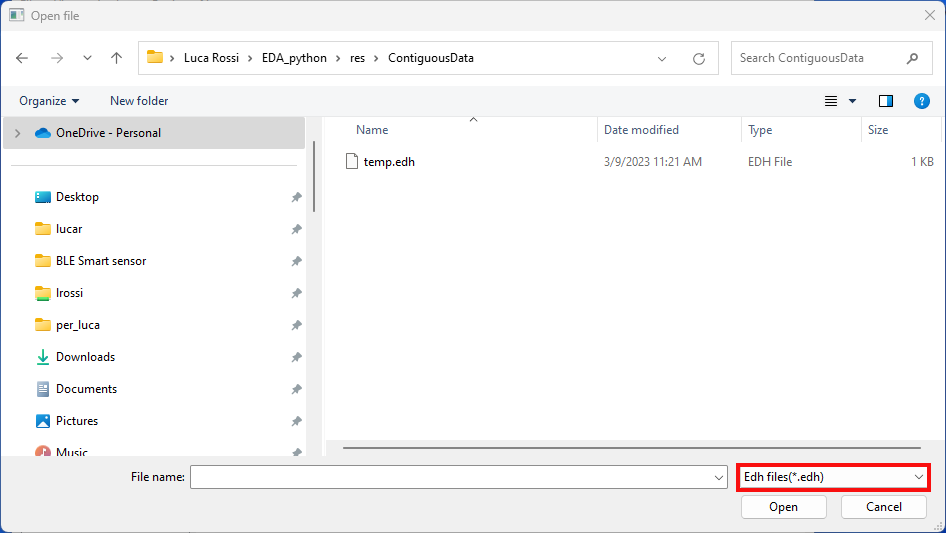 Open file
Luca Rossi > EDA_python > res > ContiguousData
Search ContiguousData
Organize
New folder
OneDrive - Personal
Desktop
lucar
BLE Smart sensor
lrossi
per_luca
Downloads
Documents
Pictures
Music
Name
Date modified
Type
Size
temp.edh
3/9/2023 11:21 AM
EDH File
1 KB
File name:
Edh files(*.edh)
Open
Cancel